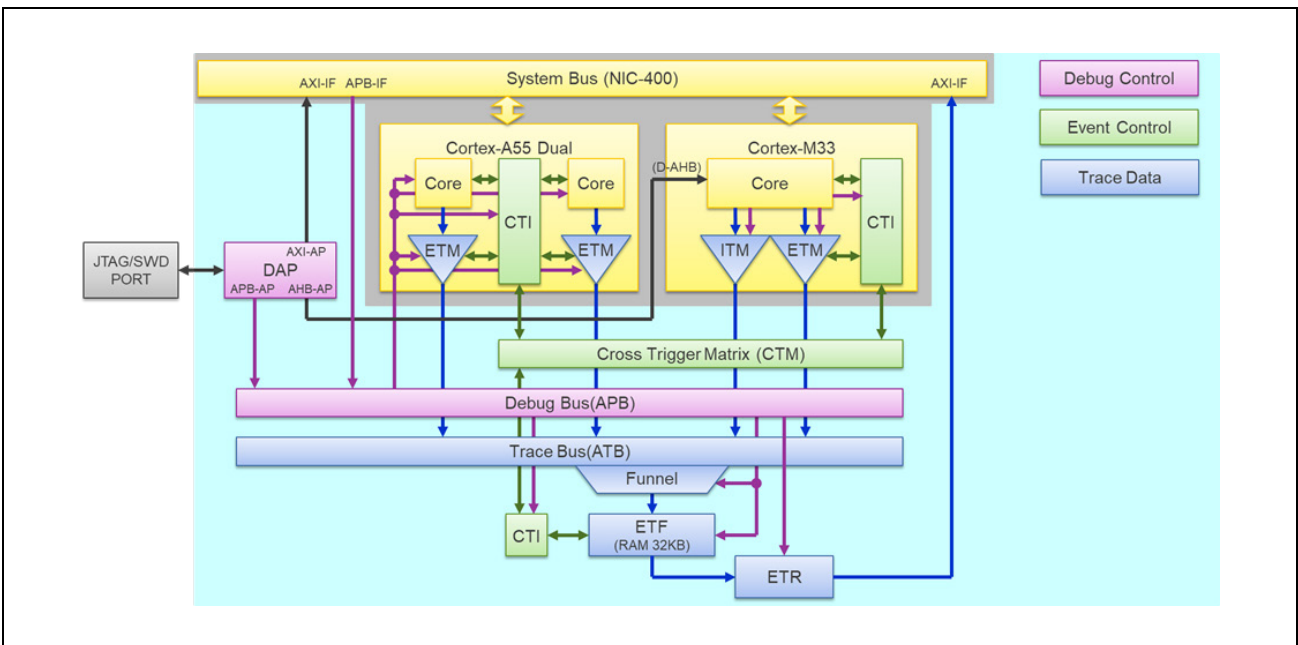 System Bus (NIC-400)
AXI-IF APB-IF
AXI-IF
Debug Control
Event Control
Trace Data
Cortex-A55 Dual
Core
CTI
Core
ETM
ETM
Cortex-M33
(D-AHB)
Core
CTI
ITM
ETM
JTAG/SWD
PORT
AXI-AP
DAP
APB-AP AHB-AP
Cross Trigger Matrix (CTM)
Debug Bus(APB)
Trace Bus(ATB)
Funnel
CTI
ETF
(RAM 32KB)
ETR